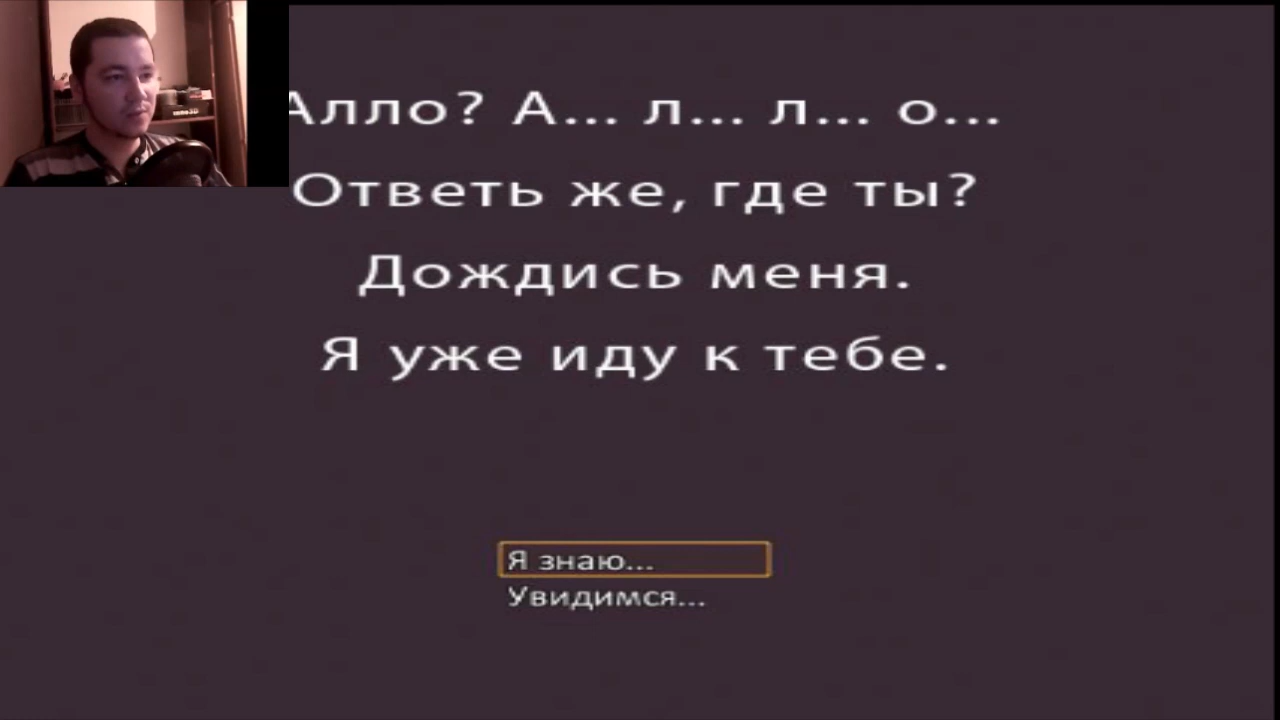 Алло? А... л... л... о...
Ответь же, где ты?
Дождись меня.
Я уже иду к тебе.
Я знаю...
Увидимся...